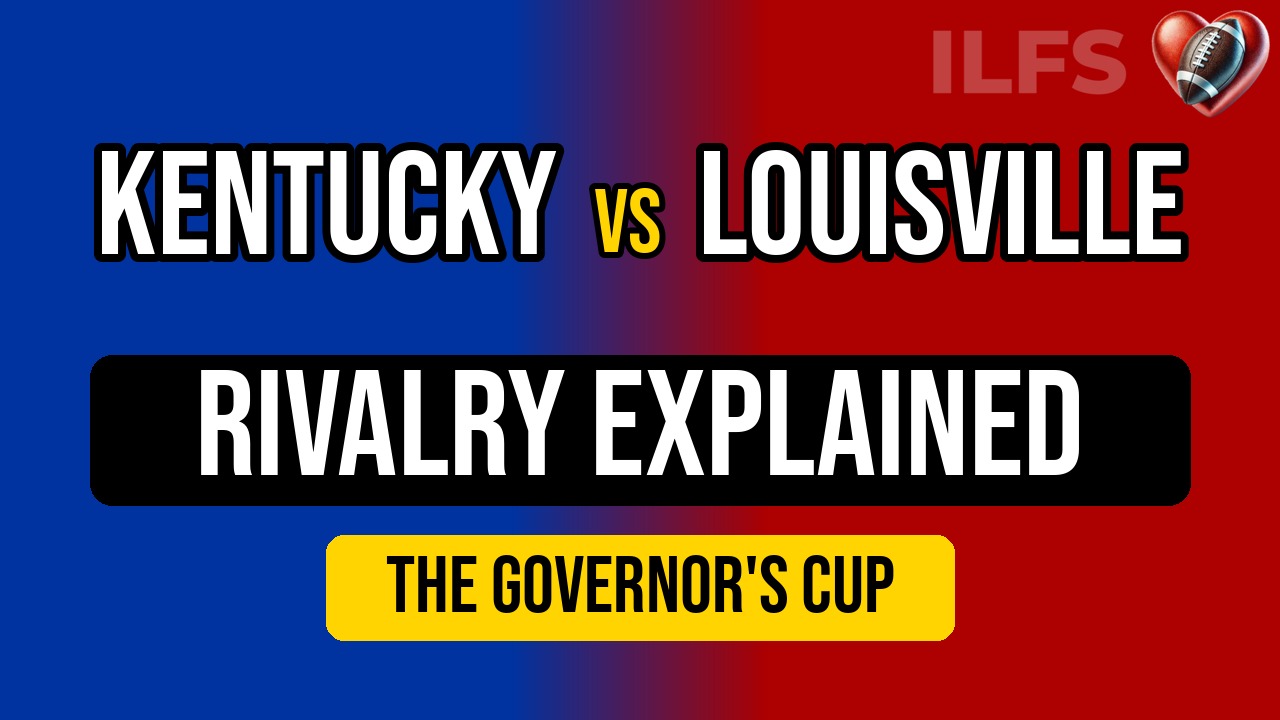 ILFS
KENTUCKY VS LOUISVILLE
RIVALRY EXPLAINED
THE GOVERNOR'S CUP